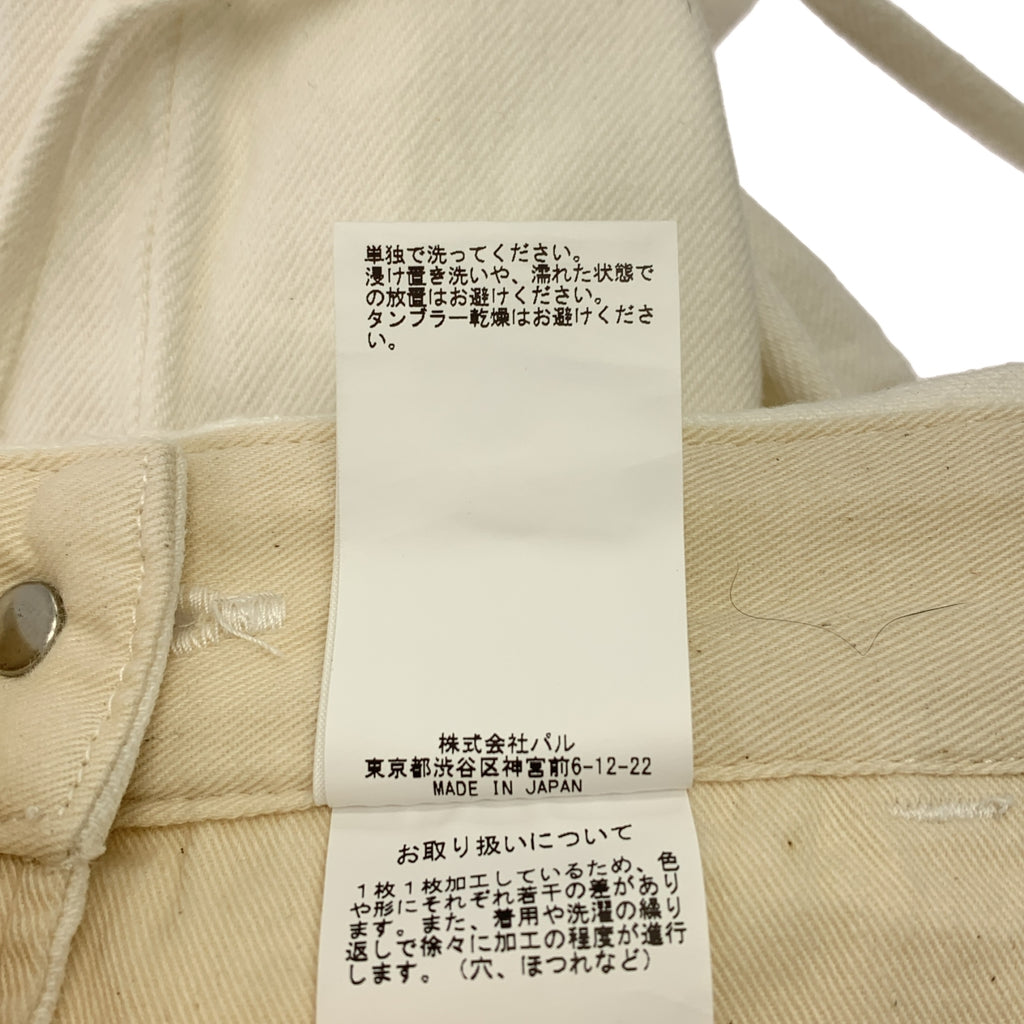 単独で洗ってください。
浸け置き洗いや、濡れた状態で
の放置はお避けください。
タンブラー乾燥はお避けくださ
い。
株式会社パル
東京都渋谷区神宮前6-12-22
MADE IN JAPAN
お取り扱いについて
１枚１枚加工しているため、色
や形にそれぞれ若干の差があり
ます。また、着用や洗濯の繰り
返しで徐々に加工の程度が進行
します。（穴、ほつれなど）